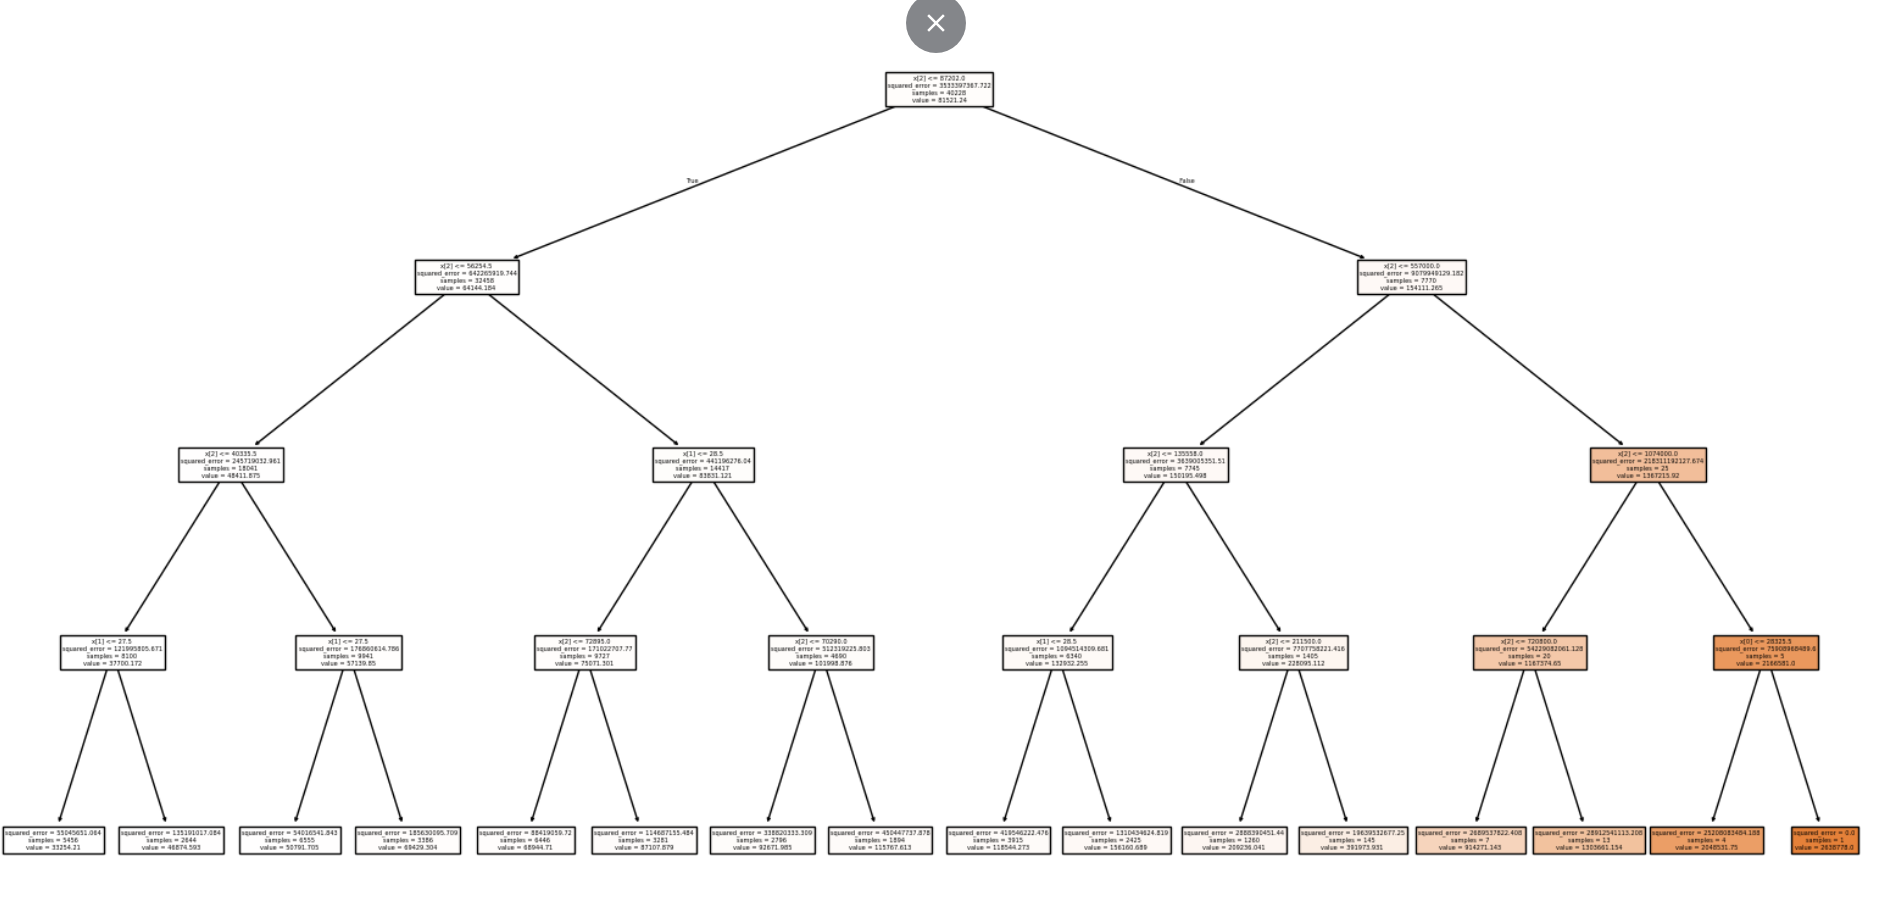 x[2] <= 87202.0
squared_error = 3533397367.722
samples = 40228
value = 81521.24
True
False
x[2] <= 56254.5
squared_error = 642265919.744
samples = 32458
value = 64144.184
x[2] <= 557000.0
squared_error = 9079949129.182
samples = 7770
value = 154111.265
x[2] <= 40335.5
squared_error = 245719032.961
samples = 18041
value = 48411.875
x[1] <= 28.5
squared_error = 441196276.04
samples = 14417
value = 83831.121
x[2] <= 135558.0
squared_error = 3639005351.51
samples = 7745
value = 150195.498
x[2] <= 1074000.0
squared_error = 218311192127.674
samples = 25
value = 1367215.92
x[1] <= 27.5
squared_error = 121995805.671
samples = 8100
value = 37700.172
x[1] <= 27.5
squared_error = 176860614.786
samples = 9941
value = 57139.85
x[2] <= 72895.0
squared_error = 171022707.77
samples = 9727
value = 75071.301
x[2] <= 70290.0
squared_error = 512319225.803
samples = 4690
value = 101998.876
x[1] <= 28.5
squared_error = 1094514309.681
samples = 6340
value = 132932.255
x[2] <= 211500.0
squared_error = 7707758221.416
samples = 1405
value = 228095.112
x[2] <= 720800.0
squared_error = 54229082061.128
samples = 20
value = 1167374.65
x[0] <= 28325.5
squared_error = 75908968489.6
samples = 5
value = 2166581.0
squared_error = 55045651.064
samples = 5456
value = 33254.21
squared_error = 135191017.084
samples = 2644
value = 46874.593
squared_error = 54016541.843
samples = 6555
value = 50791.705
squared_error = 185630095.709
samples = 3386
value = 69429.304
squared_error = 88419059.72
samples = 6446
value = 68944.71
squared_error = 114687155.484
samples = 3281
value = 87107.879
squared_error = 338820333.309
samples = 2796
value = 92671.985
squared_error = 450447737.878
samples = 1894
value = 115767.613
squared_error = 419546222.476
samples = 3915
value = 118544.273
squared_error = 1310434624.819
samples = 2425
value = 156160.689
squared_error = 2888390451.44
samples = 1260
value = 209236.041
squared_error = 19639532677.25
samples = 145
value = 391973.931
squared_error = 2689537822.408
samples = 7
value = 914271.143
squared_error = 28912541113.208
samples = 13
value = 1303661.154
squared_error = 25208083484.188
samples = 4
value = 2048531.75
squared_error = 0.0
samples = 1
value = 2638778.0